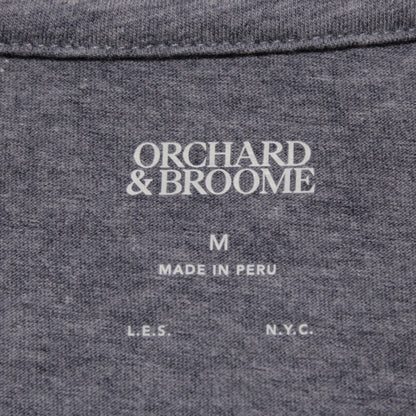 ORCHARD
& BROOME
M
MADE IN PERU
L.E.S. N.Y.C.